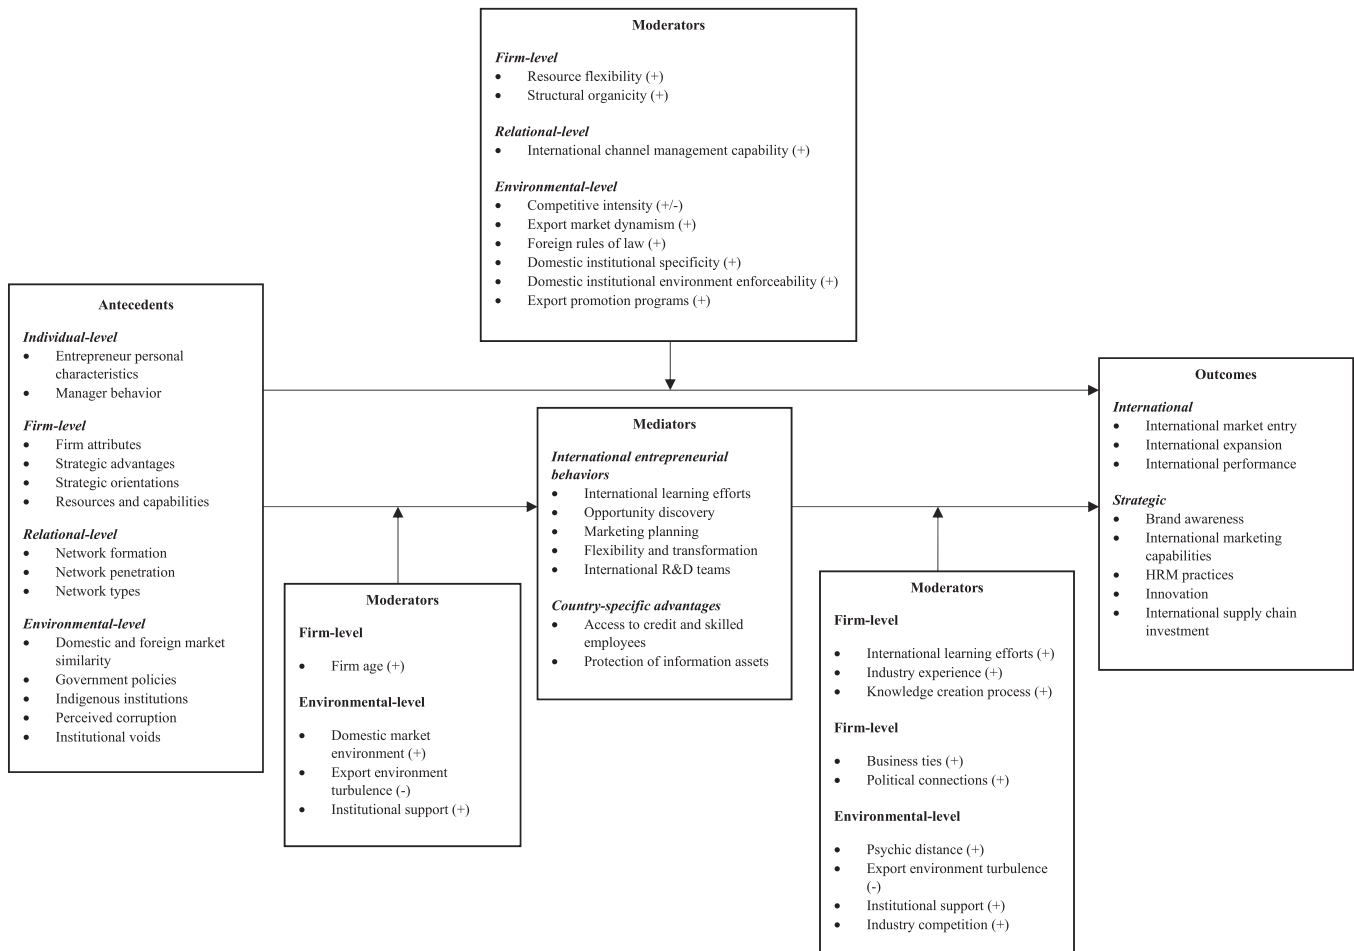 Moderators
Firm-level
• Resource flexibility (+)
• Structural organicity (+)
Relational-level
• International channel management capability (+)
Environmental-level
• Competitive intensity (+/-)
• Export market dynamism (+)
• Foreign rules of law (+)
• Domestic institutional specificity (+)
• Domestic institutional environment enforceability (+)
• Export promotion programs (+)
Antecedents
Individual-level
• Entrepreneur personal
characteristics
• Manager behavior
Firm-level
• Firm attributes
• Strategic advantages
• Strategic orientations
• Resources and capabilities
Relational-level
• Network formation
• Network penetration
• Network types
Environmental-level
• Domestic and foreign market
similarity
• Government policies
• Indigenous institutions
• Perceived corruption
• Institutional voids
Moderators
Firm-level
• Firm age (+)
Environmental-level
• Domestic market
environment (+)
• Export environment
turbulence (-)
• Institutional support (+)
Mediators
International entrepreneurial
behaviors
• International learning efforts
• Opportunity discovery
• Marketing planning
• Flexibility and transformation
• International R&D teams
Country-specific advantages
• Access to credit and skilled
employees
• Protection of information assets
Moderators
Firm-level
• International learning efforts (+)
• Industry experience (+)
• Knowledge creation process (+)
Firm-level
• Business ties (+)
• Political connections (+)
Environmental-level
• Psychic distance (+)
• Export environment turbulence
(-)
• Institutional support (+)
• Industry competition (+)
Outcomes
International
• International market entry
• International expansion
• International performance
Strategic
• Brand awareness
• International marketing
capabilities
• HRM practices
• Innovation
• International supply chain
investment